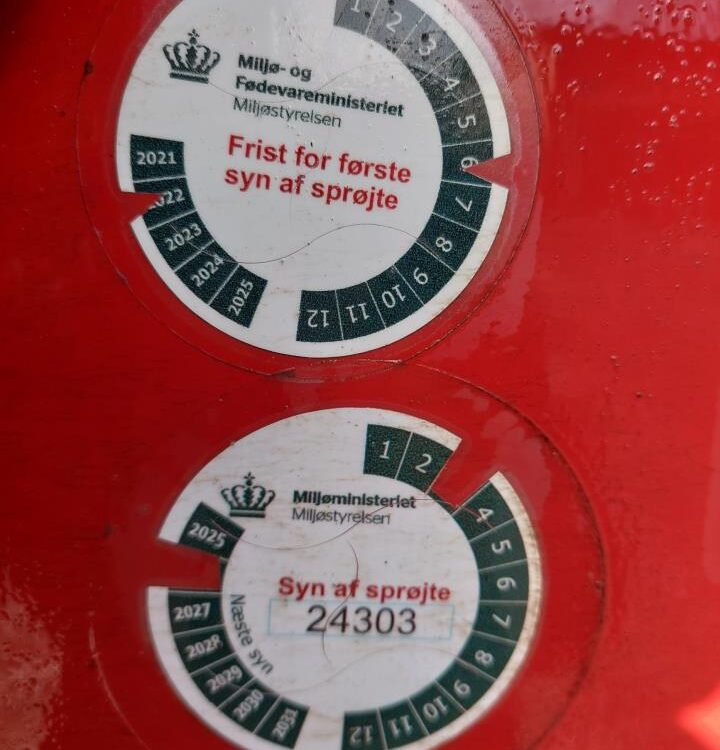 1 2 3 4 5 6 7 8 9 10 11 12
Miljø- og
Fødevareministeriet
Miljøstyrelsen
Frist for første
syn af sprøjte
2021
2023
2024
2025
1 2 4 5 6 7 8 9 10 11 12
Miljøministeriet
Miljøstyrelsen
2025
Syn af sprøjte
24303
Næste syn
2027
2028
2029
2030
2031